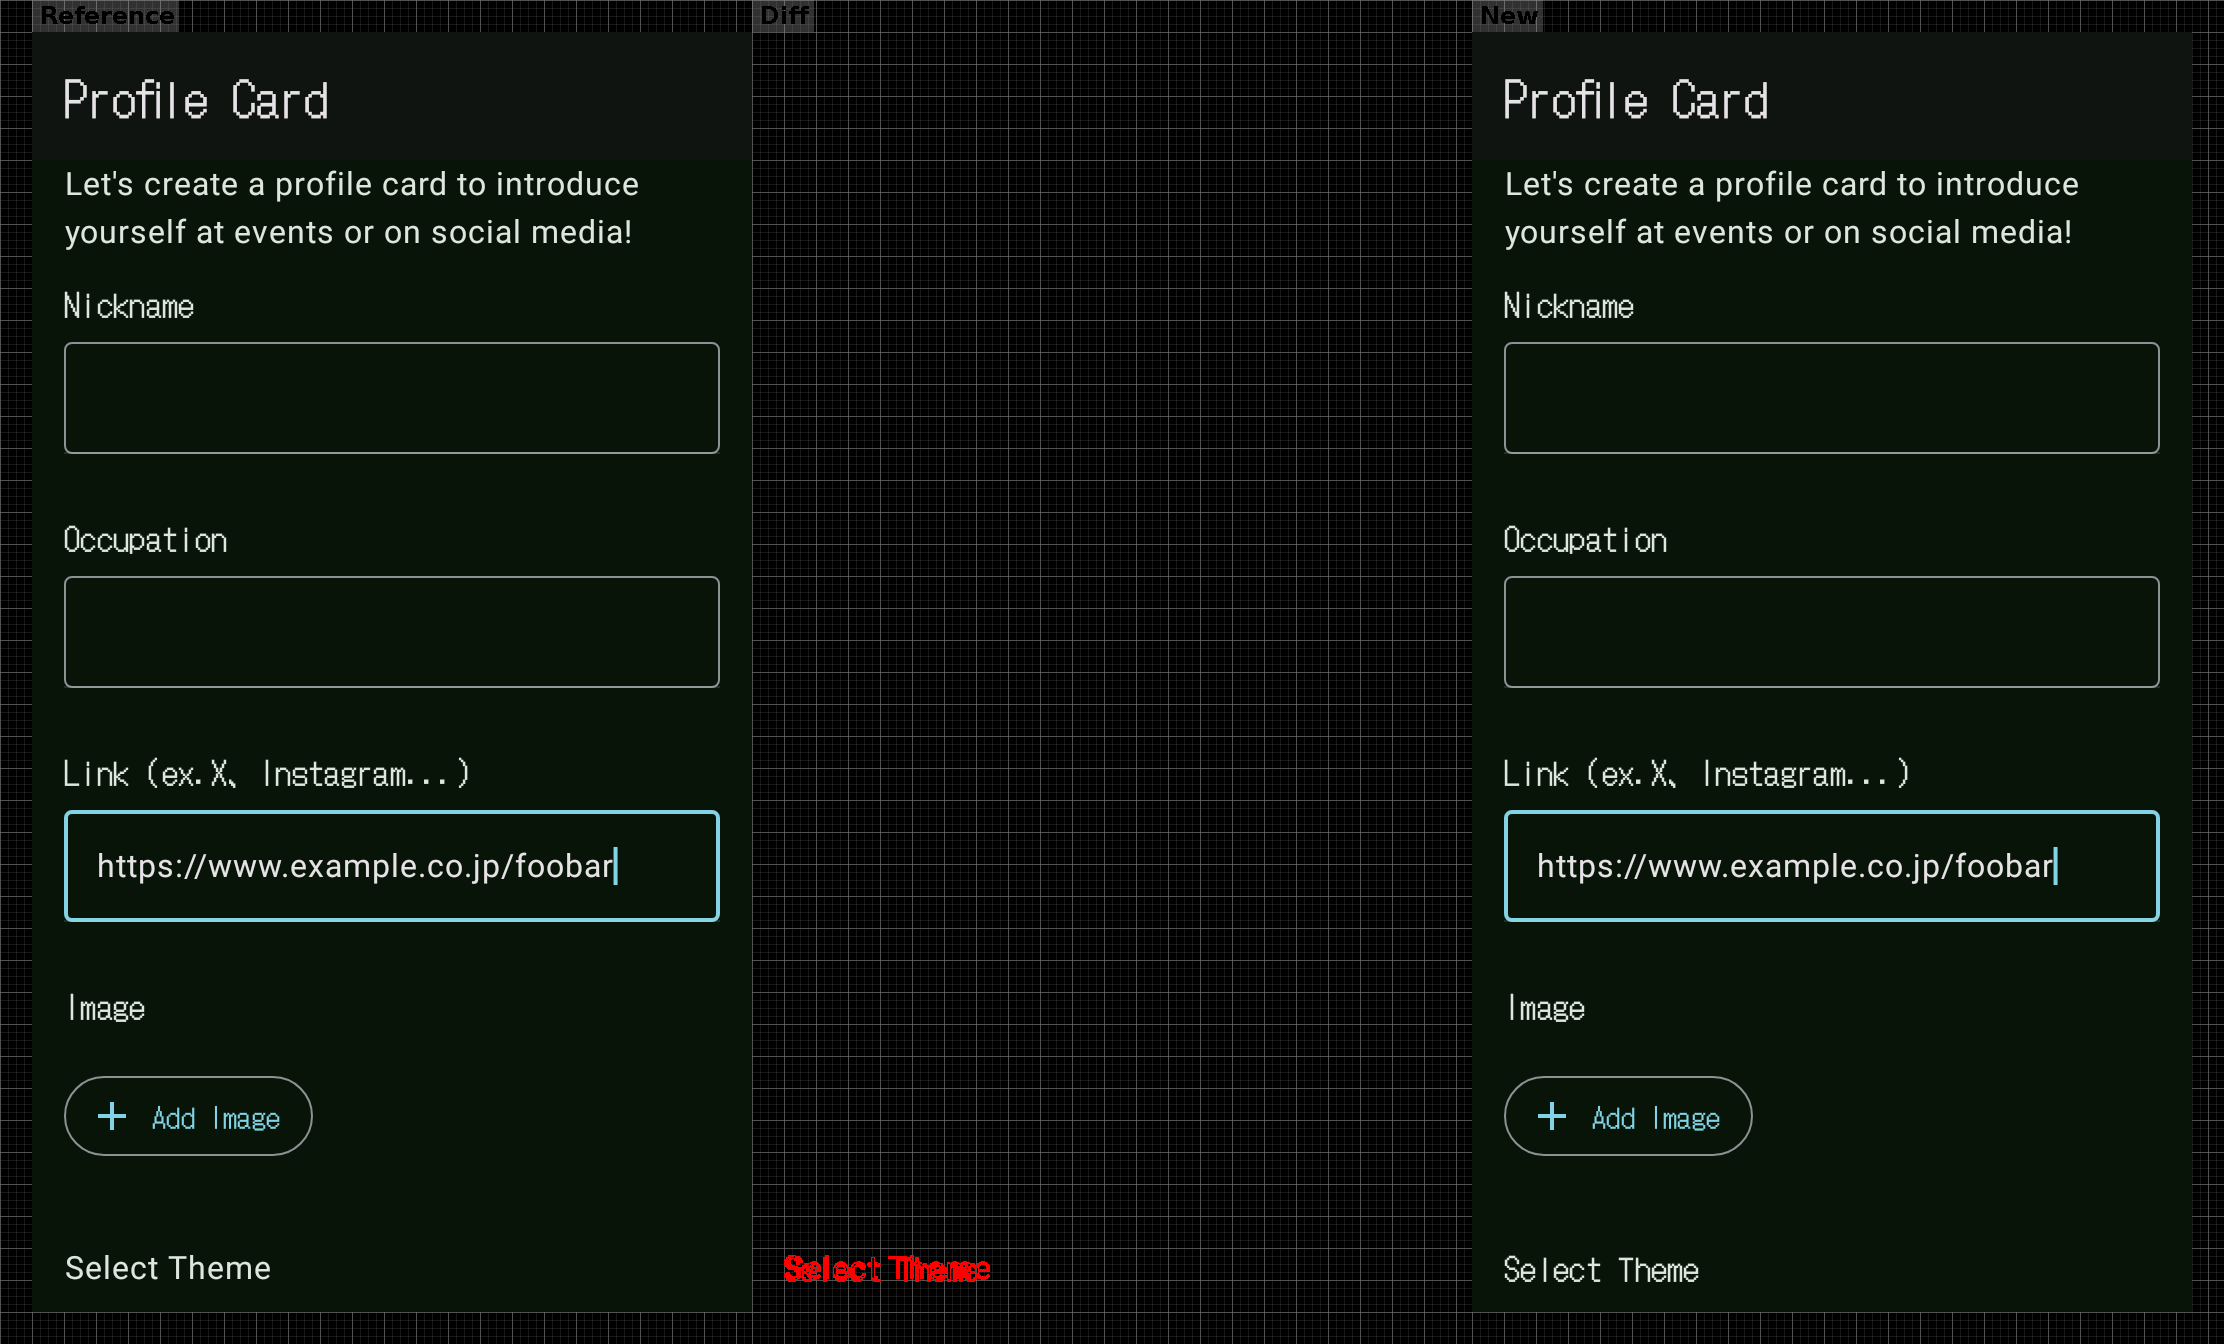 Reference
Profile Card
Let's create a profile card to introduce
yourself at events or on social media!
Nickname
Occupation
Link (ex.X、Instagram...)
https://www.example.co.jp/foobar
Image
Add Image
Select Theme
Diff
Select Theme
New
Profile Card
Let's create a profile card to introduce
yourself at events or on social media!
Nickname
Occupation
Link (ex.X、Instagram...)
https://www.example.co.jp/foobar
Image
Add Image
Select Theme